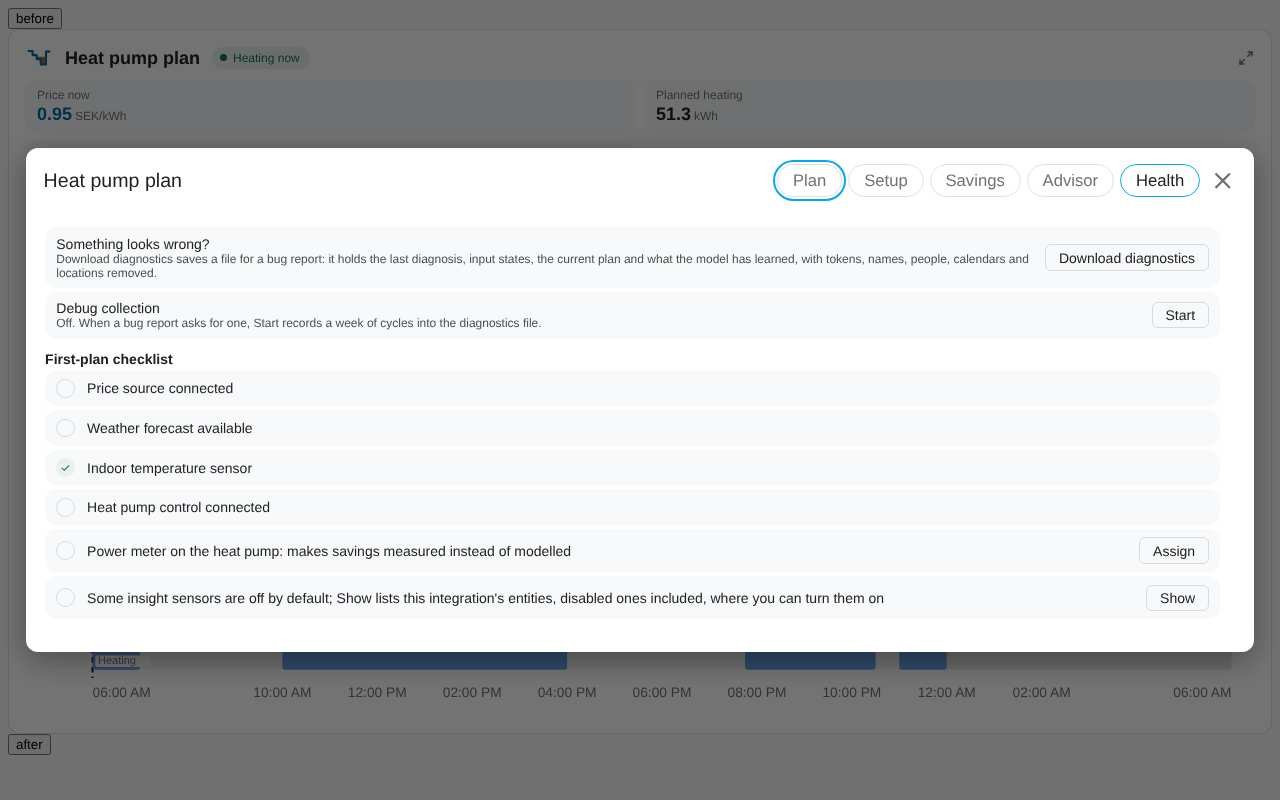 before
Heat pump plan
Heating now
Price now
0.95 SEK/kWh
Planned heating
51.3 kWh
Heat pump plan
Plan
Setup
Savings
Advisor
Health
Something looks wrong?
Download diagnostics saves a file for a bug report: it holds the last diagnosis, input states, the current plan and what the model has learned, with tokens, names, people, calendars and
locations removed.
Download diagnostics
Debug collection
Off. When a bug report asks for one, Start records a week of cycles into the diagnostics file.
Start
First-plan checklist
Price source connected
Weather forecast available
Indoor temperature sensor
Heat pump control connected
Power meter on the heat pump: makes savings measured instead of modelled
Assign
Some insight sensors are off by default; Show lists this integration's entities, disabled ones included, where you can turn them on
Show
Heating
06:00 AM
10:00 AM
12:00 PM
02:00 PM
04:00 PM
06:00 PM
08:00 PM
10:00 PM
12:00 AM
02:00 AM
06:00 AM
after